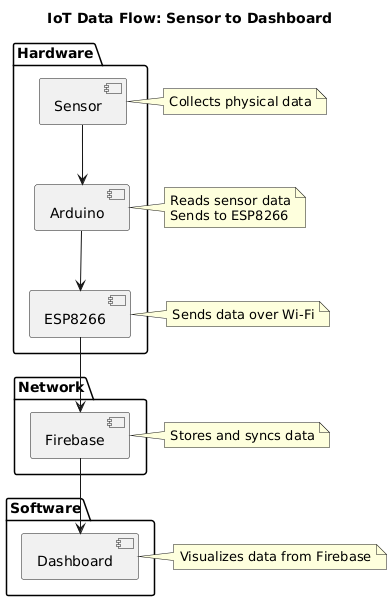 IoT Data Flow: Sensor to Dashboard
Hardware
Sensor
Collects physical data
Arduino
Reads sensor data
Sends to ESP8266
ESP8266
Sends data over Wi-Fi
Network
Firebase
Stores and syncs data
Software
Dashboard
Visualizes data from Firebase